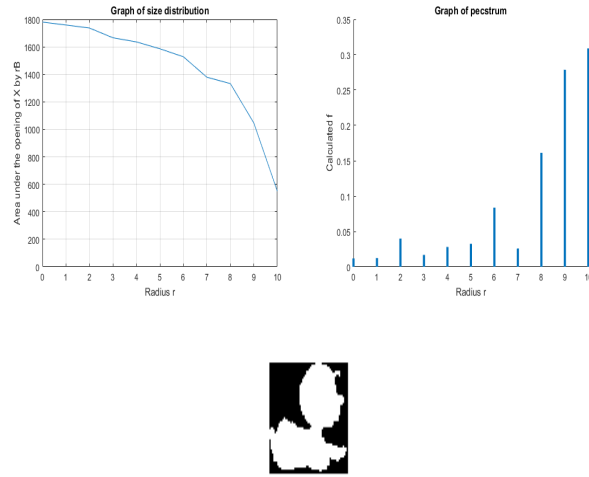 Graph of size distribution
Area under the opening of X by rB
1800
1600
1400
1200
1000
800
600
400
200
0
0 1 2 3 4 5 6 7 8 9 10
Radius r
Graph of pecstrum
Calculated f
0.35
0.3
0.25
0.2
0.15
0.1
0.05
0
0 1 2 3 4 5 6 7 8 9 10
Radius r